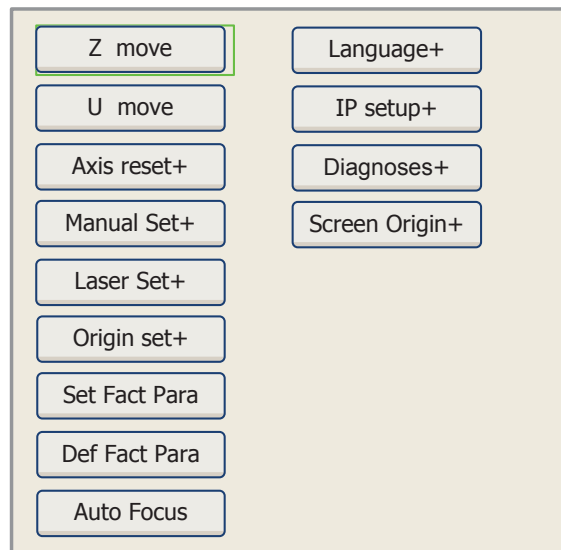 Z move
U move
Axis reset+
Manual Set+
Laser Set+
Origin set+
Set Fact Para
Def Fact Para
Auto Focus
Language+
IP setup+
Diagnoses+
Screen Origin+